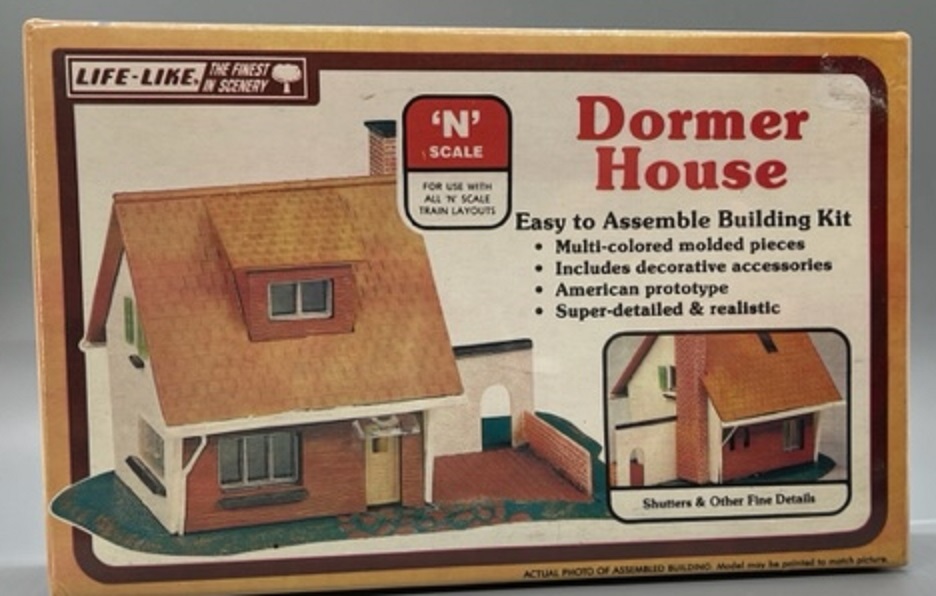 LIFE-LIKE® THE FINEST
IN SCENERY
'N'
SCALE
FOR USE WITH
ALL 'N' SCALE
TRAIN LAYOUTS
Dormer
House
Easy to Assemble Building Kit
• Multi-colored molded pieces
• Includes decorative accessories
• American prototype
• Super-detailed & realistic
Shutters & Other Fine Details
ACTUAL PHOTO OF ASSEMBLED BUILDING. Model may be painted to match picture.